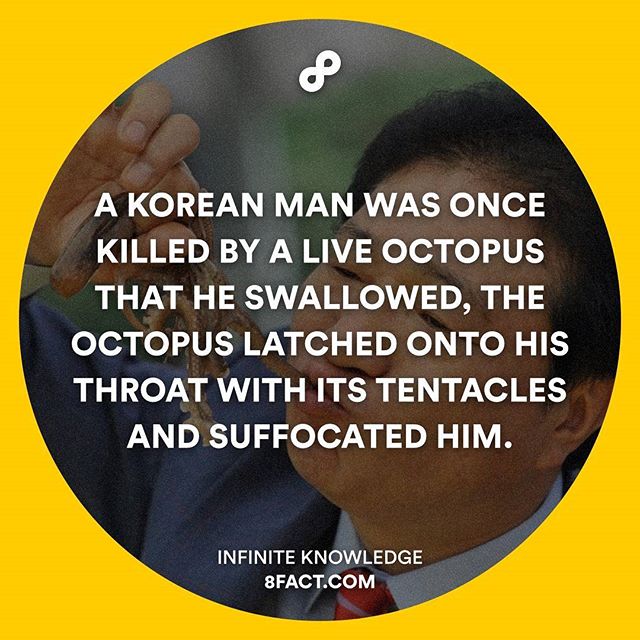 A KOREAN MAN WAS ONCE
KILLED BY A LIVE OCTOPUS
THAT HE SWALLOWED, THE
OCTOPUS LATCHED ONTO HIS
THROAT WITH ITS TENTACLES
AND SUFFOCATED HIM.
INFINITE KNOWLEDGE
8FACT.COM